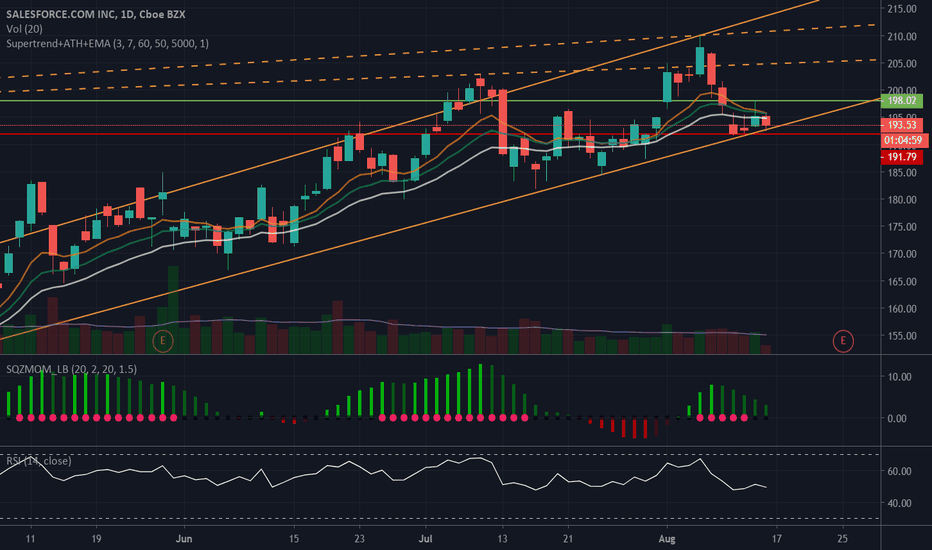 SALESFORCE.COM INC, 1D, Cboe BZX
Vol (20)
Supertrend+ATH+EMA (3, 7, 60, 50, 5000, 1)
215.00
210.00
205.00
200.00
198.02
195.00
193.53
01:04:59
191.79
185.00
180.00
175.00
170.00
165.00
160.00
155.00
E
E
SQZMOM_LB (20, 2, 20, 1.5)
10.00
0.00
RSI (14, close)
60.00
40.00
11 19 Jun 15 23 Jul 13 21 Aug 17 25